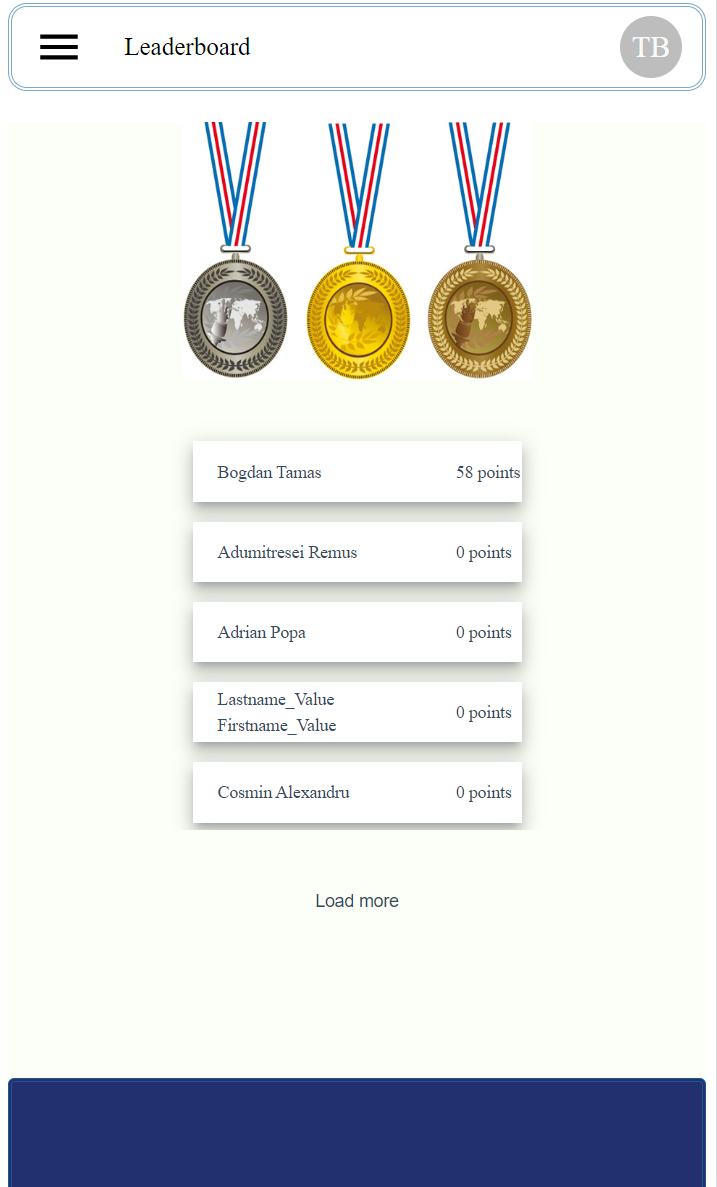 Leaderboard
TB
Bogdan Tamas
58 points
Adumitresei Remus
0 points
Adrian Popa
0 points
Lastname_Value
Firstname_Value
0 points
Cosmin Alexandru
0 points
Load more